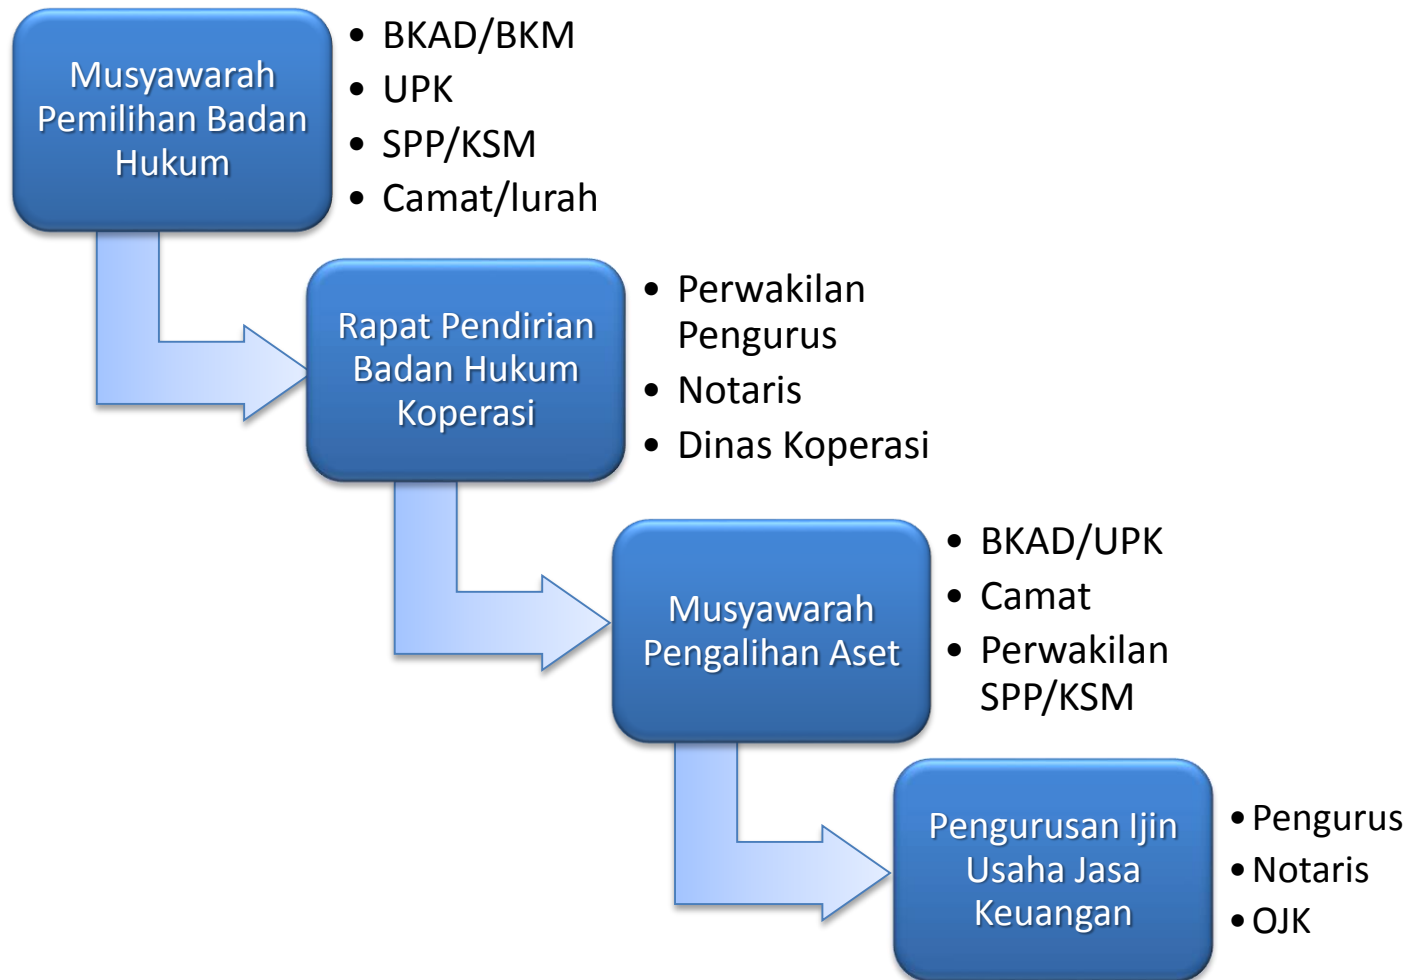 Musyawarah
Pemilihan Badan
Hukum
• BKAD/BKM
• UPK
• SPP/KSM
• Camat/lurah
Rapat Pendirian
Badan Hukum
Koperasi
• Perwakilan
Pengurus
• Notaris
• Dinas Koperasi
Musyawarah
Pengalihan Aset
• BKAD/UPK
• Camat
• Perwakilan
SPP/KSM
Pengurusan Ijin
Usaha Jasa
Keuangan
• Pengurus
• Notaris
• OJK